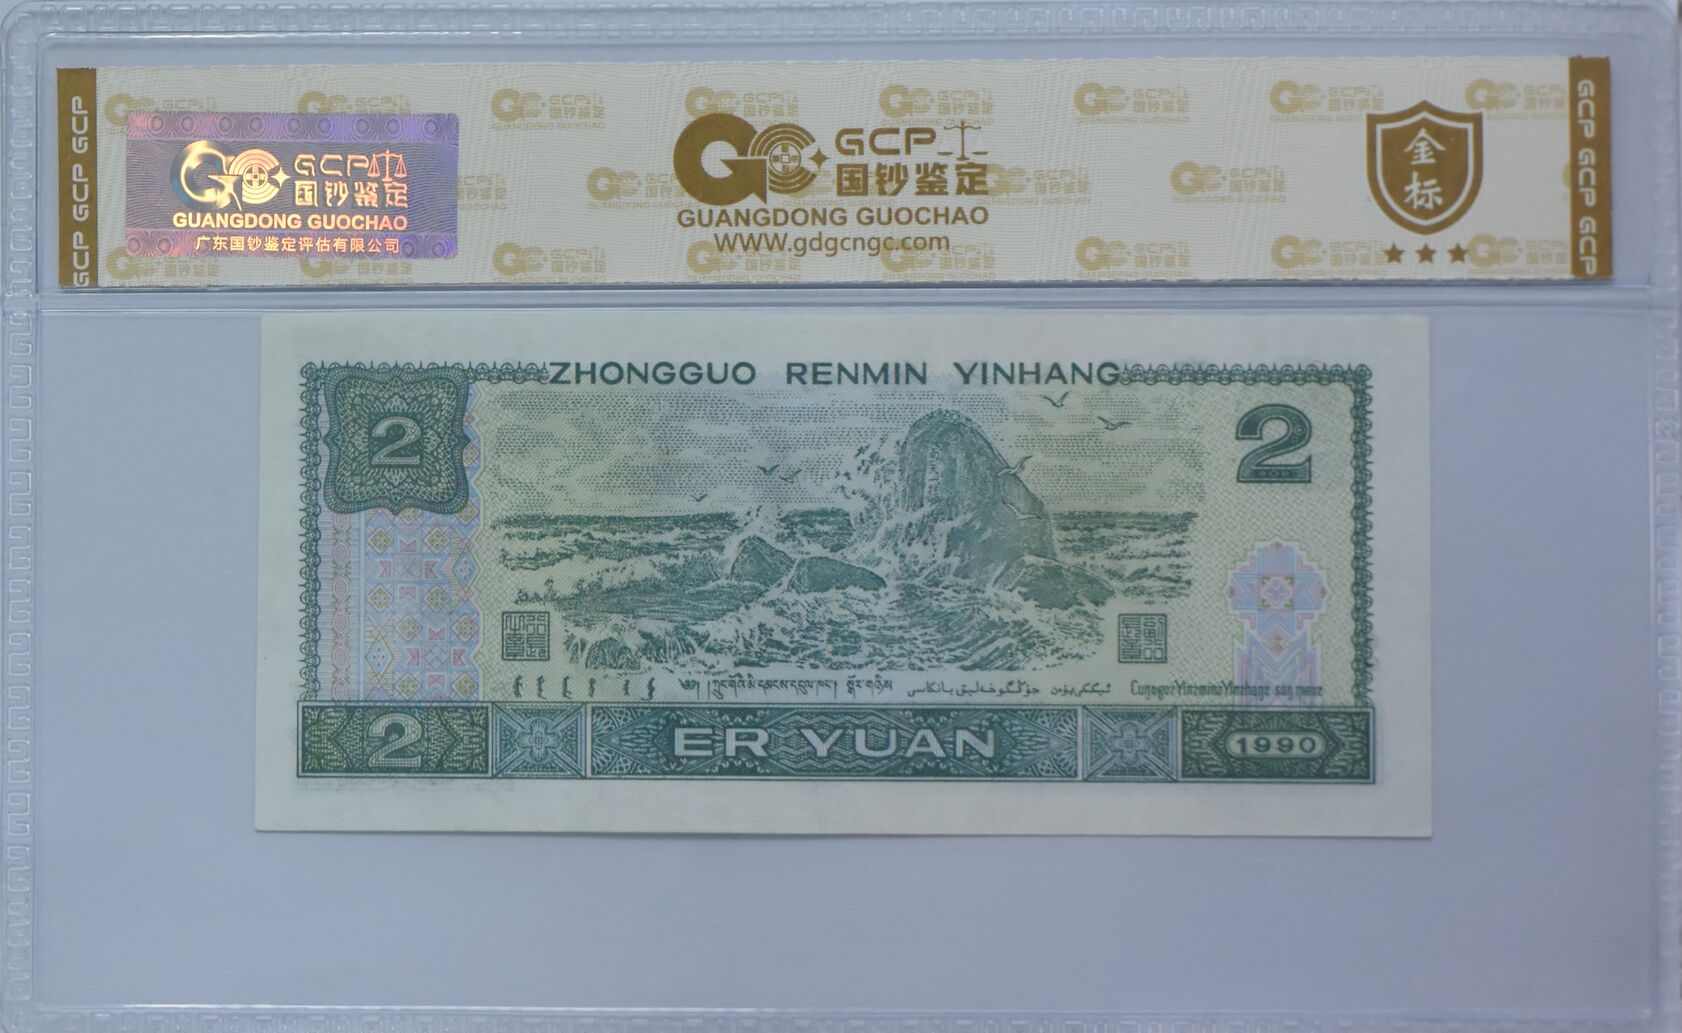 GCP GCP GCP
GCP
国钞鉴定
GUANGDONG GUOCHAO
广东国钞鉴定评估有限公司
GCP
国钞鉴定
GUANGDONG GUOCHAO
WWW.gdgcngc.com
金标
GCP GCP GCP
ZHONGGUO RENMIN YINHANG
2
2
2
ER YUAN
1990